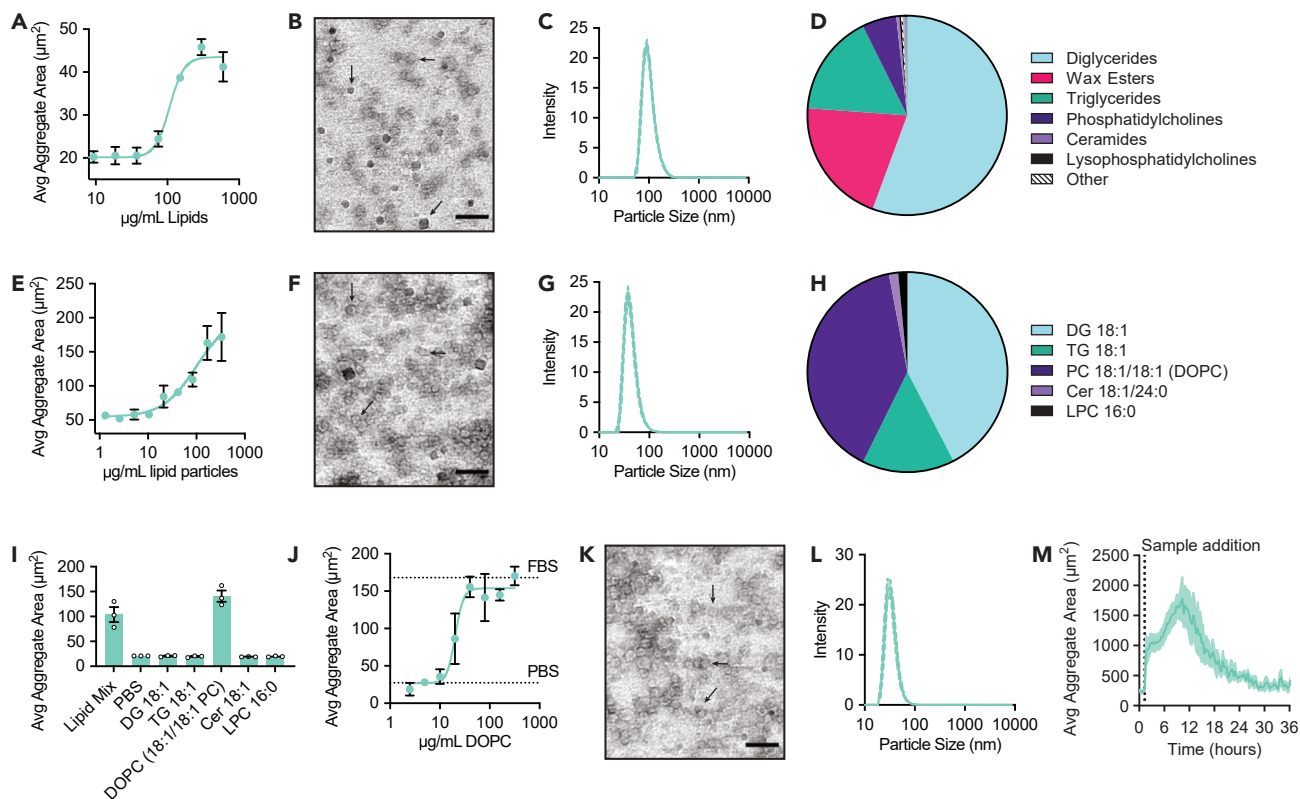 A
Avg Aggregate Area (µm²)
50
40
30
20
10
100
1000
µg/mL Lipids
B
C
Intensity
25
20
15
10
5
0
10
100
1000
10000
Particle Size (nm)
D
Diglycerides
Wax Esters
Triglycerides
Phosphatidylcholines
Ceramides
Lysophosphatidylcholines
Other
E
Avg Aggregate Area (µm²)
250
200
150
100
50
1
10
100
1000
µg/mL lipid particles
F
G
Intensity
25
20
15
10
5
0
10
100
1000
10000
Particle Size (nm)
H
DG 18:1
TG 18:1
PC 18:1/18:1 (DOPC)
Cer 18:1/24:0
LPC 16:0
I
Avg Aggregate Area (µm²)
200
150
100
50
0
Lipid Mix
PBS
DG 18:1
TG 18:1
DOPC (18:1/18:1 PC)
Cer 18:1
LPC 16:0
J
Avg Aggregate Area (µm²)
200
150
100
50
0
FBS
PBS
1
10
100
1000
µg/mL DOPC
K
L
Intensity
30
20
10
0
10
100
1000
10000
Particle Size (nm)
M
Sample addition
Avg Aggregate Area (µm²)
2500
2000
1500
1000
500
0
0
6
12
18
24
30
36
Time (hours)